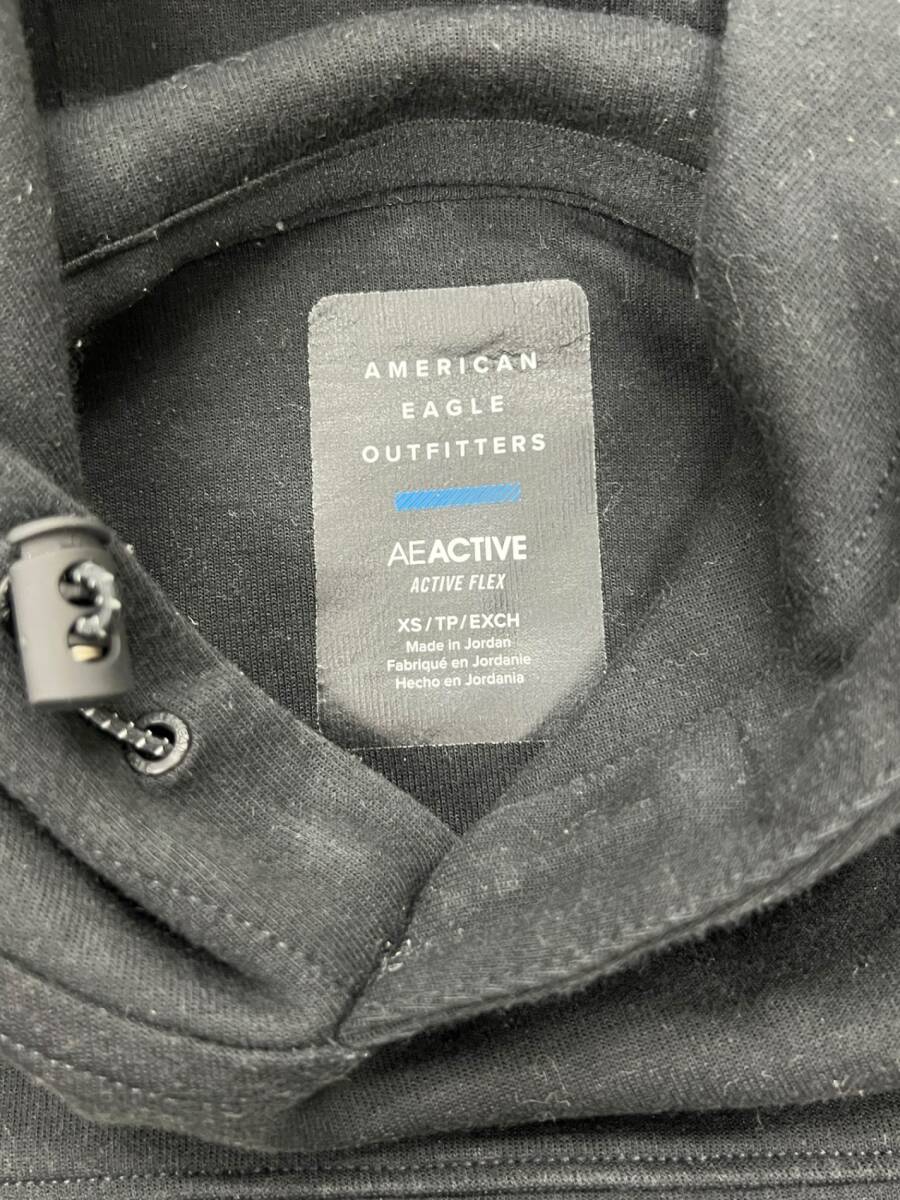 AMERICAN
EAGLE
OUTFITTERS
AEACTIVE
ACTIVE FLEX
XS/TP/EXCH
Made in Jordan
Fabriqué en Jordanie
Hecho en Jordania